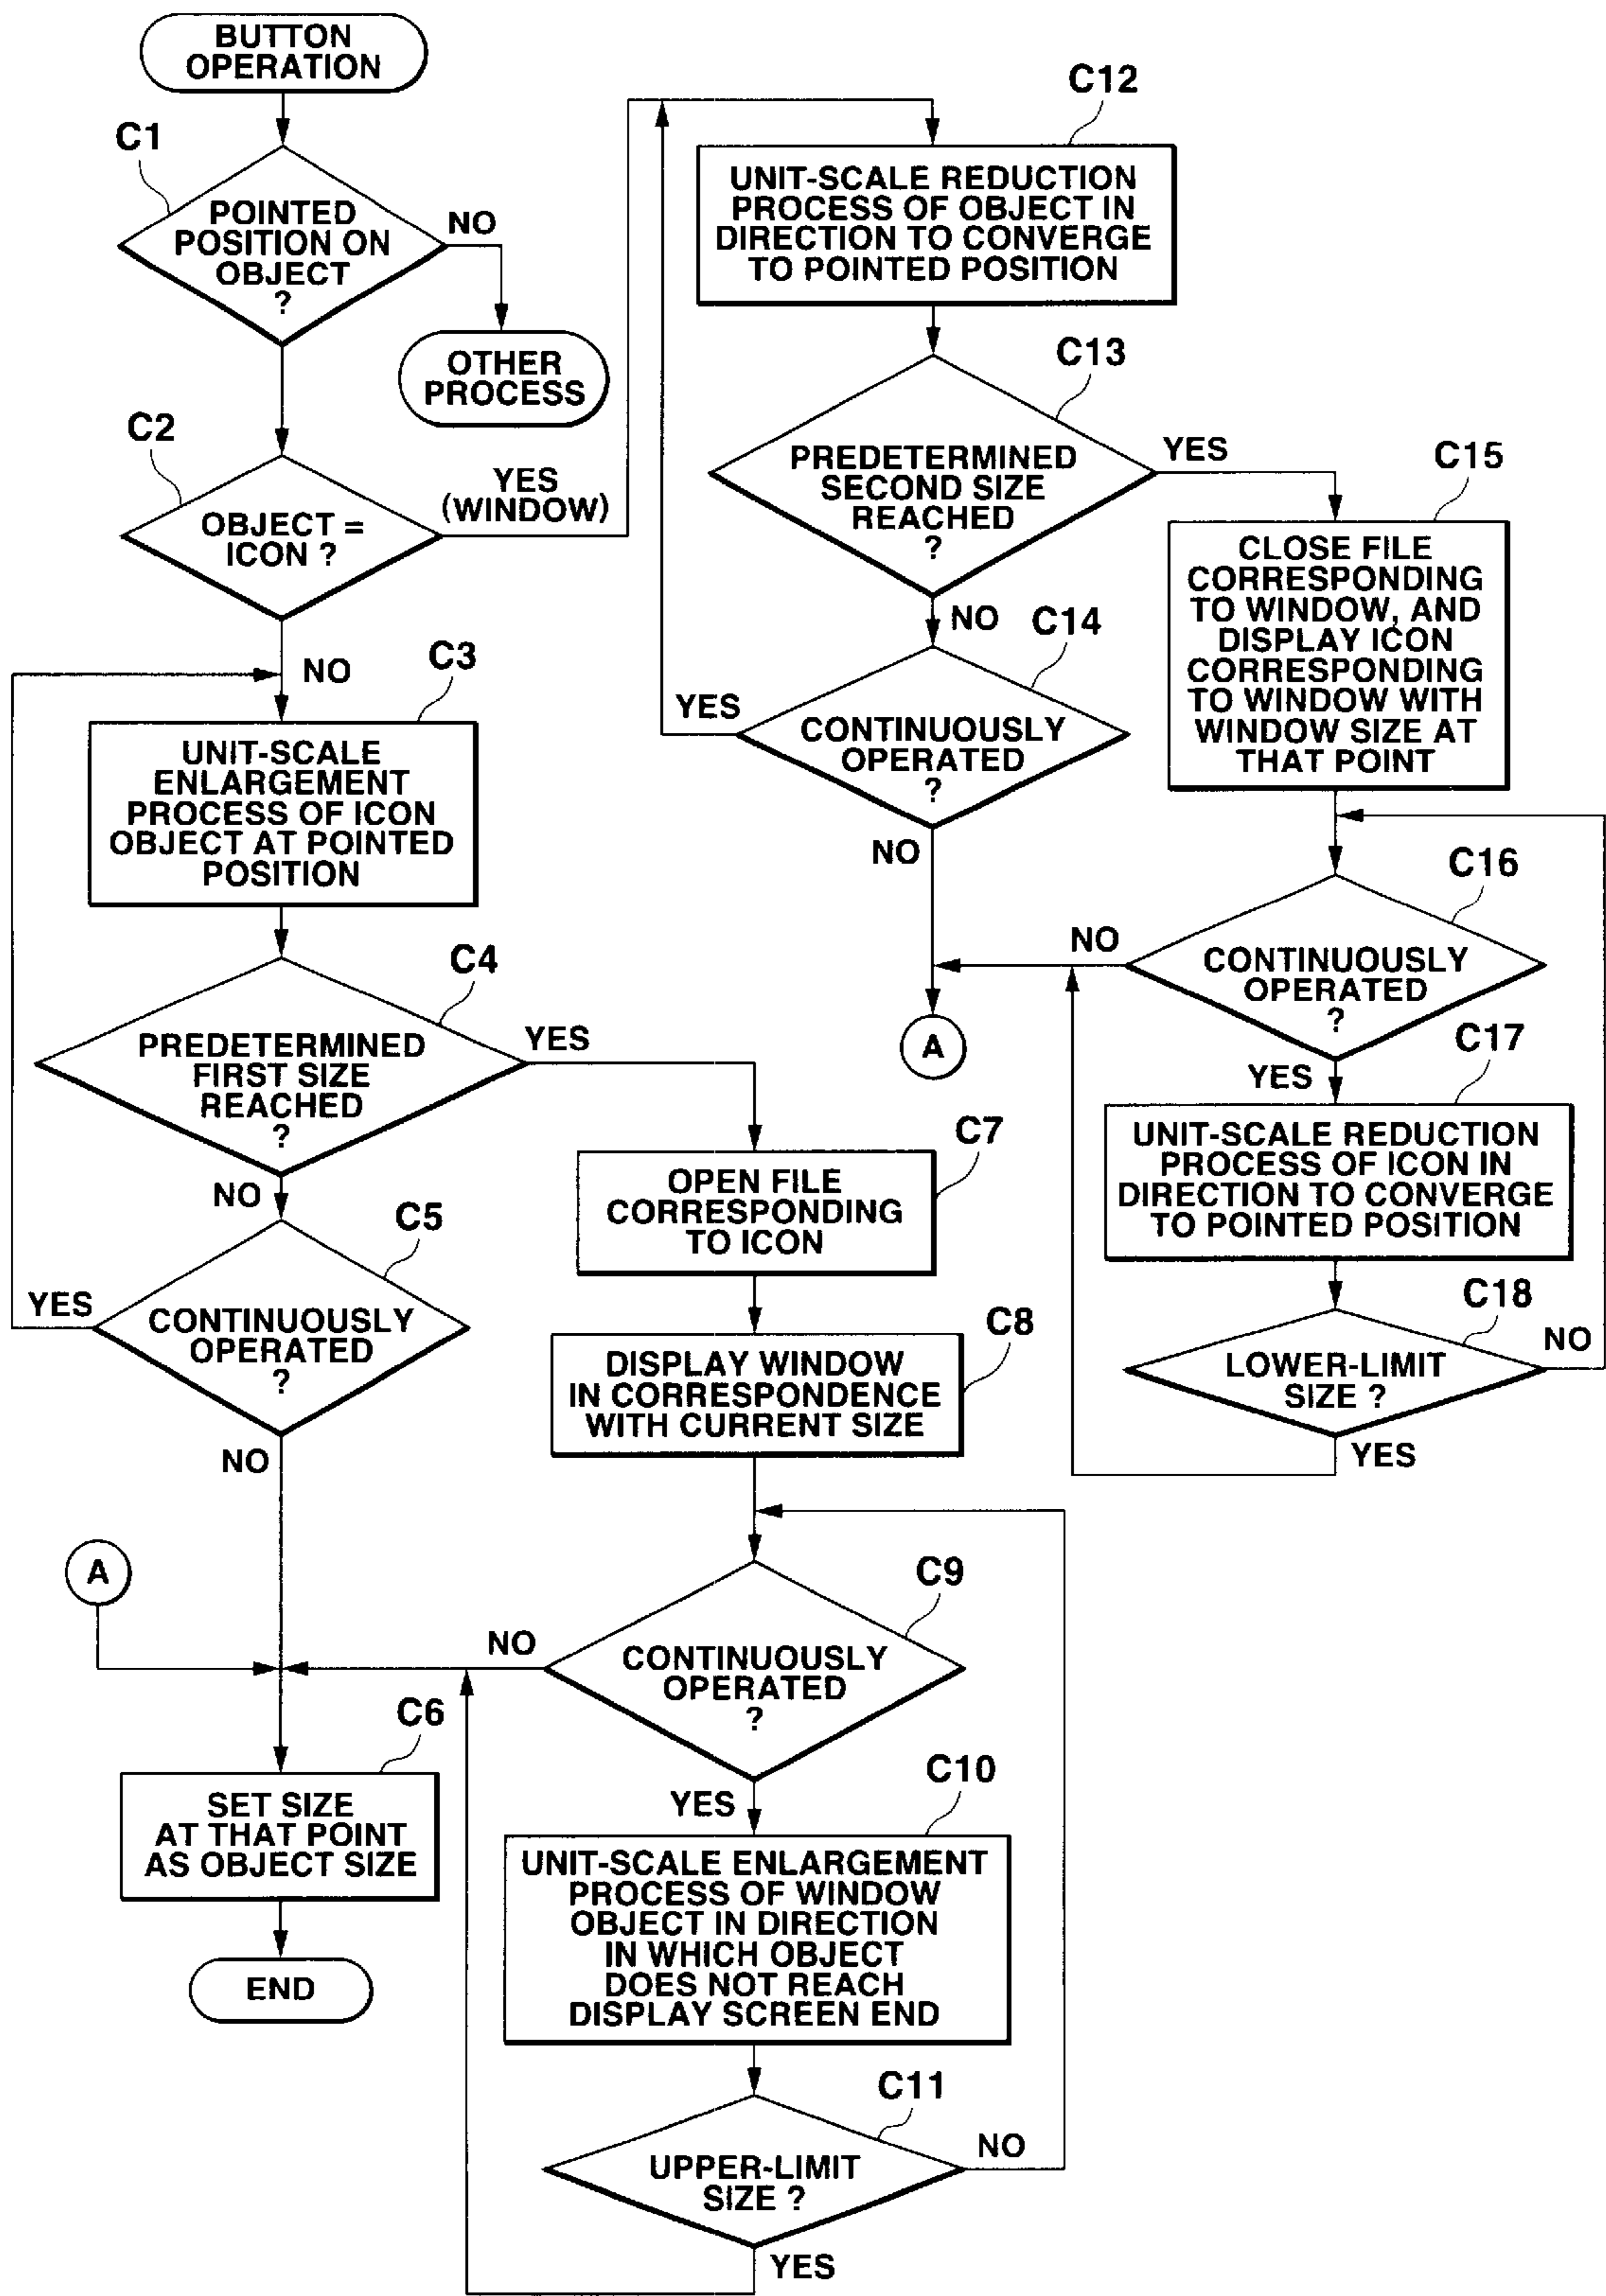 BUTTON
OPERATION
C1
POINTED
POSITION ON
OBJECT
?
NO
OTHER
PROCESS
C2
OBJECT =
ICON ?
YES
(WINDOW)
NO
C3
UNIT-SCALE
ENLARGEMENT
PROCESS OF ICON
OBJECT AT POINTED
POSITION
C4
PREDETERMINED
FIRST SIZE
REACHED
?
YES
NO
C5
CONTINUOUSLY
OPERATED
?
YES
NO
A
C6
SET SIZE
AT THAT POINT
AS OBJECT SIZE
END
C7
OPEN FILE
CORRESPONDING
TO ICON
C8
DISPLAY WINDOW
IN CORRESPONDENCE
WITH CURRENT SIZE
C9
CONTINUOUSLY
OPERATED
?
NO
YES
C10
UNIT-SCALE ENLARGEMENT
PROCESS OF WINDOW
OBJECT IN DIRECTION
IN WHICH OBJECT
DOES NOT REACH
DISPLAY SCREEN END
C11
UPPER-LIMIT
SIZE ?
NO
YES
C12
UNIT-SCALE REDUCTION
PROCESS OF OBJECT IN
DIRECTION TO CONVERGE
TO POINTED POSITION
C13
PREDETERMINED
SECOND SIZE
REACHED
?
YES
NO
C14
CONTINUOUSLY
OPERATED
?
YES
NO
A
C15
CLOSE FILE
CORRESPONDING
TO WINDOW, AND
DISPLAY ICON
CORRESPONDING
TO WINDOW WITH
WINDOW SIZE AT
THAT POINT
C16
CONTINUOUSLY
OPERATED
?
NO
YES
C17
UNIT-SCALE REDUCTION
PROCESS OF ICON IN
DIRECTION TO CONVERGE
TO POINTED POSITION
C18
LOWER-LIMIT
SIZE ?
NO
YES